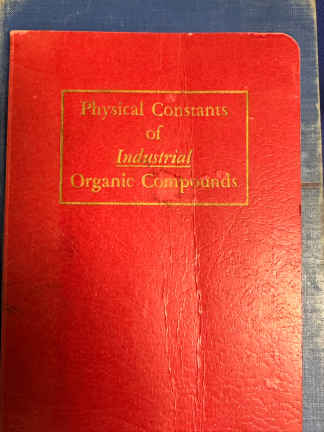 Physical Constants
of
Industrial
Organic Compounds